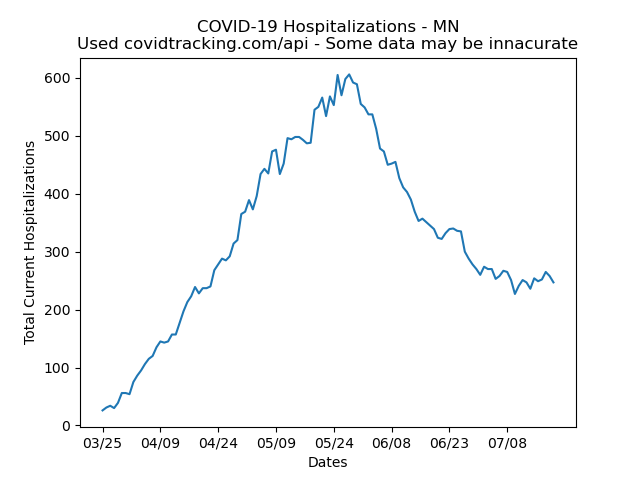 COVID-19 Hospitalizations - MN
Used covidtracking.com/api - Some data may be innacurate
Total Current Hospitalizations
600
500
400
300
200
100
0
03/25 04/09 04/24 05/09 05/24 06/08 06/23 07/08
Dates